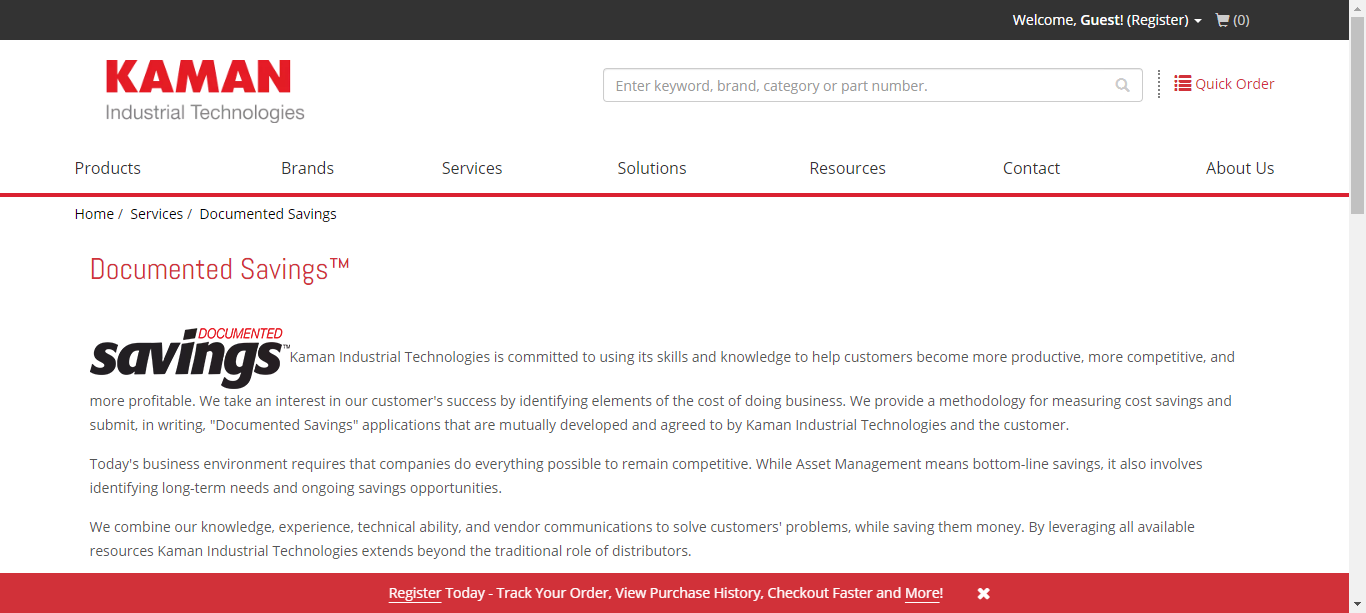 Welcome, Guest! (Register) (0)
KAMAN
Industrial Technologies
Enter keyword, brand, category or part number.
Quick Order
Products Brands Services Solutions Resources Contact About Us
Home / Services / Documented Savings
Documented Savings™
DOCUMENTED
savings™ Kaman Industrial Technologies is committed to using its skills and knowledge to help customers become more productive, more competitive, and
more profitable. We take an interest in our customer's success by identifying elements of the cost of doing business. We provide a methodology for measuring cost savings and
submit, in writing, "Documented Savings" applications that are mutually developed and agreed to by Kaman Industrial Technologies and the customer.
Today's business environment requires that companies do everything possible to remain competitive. While Asset Management means bottom-line savings, it also involves
identifying long-term needs and ongoing savings opportunities.
We combine our knowledge, experience, technical ability, and vendor communications to solve customers' problems, while saving them money. By leveraging all available
resources Kaman Industrial Technologies extends beyond the traditional role of distributors.
Register Today - Track Your Order, View Purchase History, Checkout Faster and More!